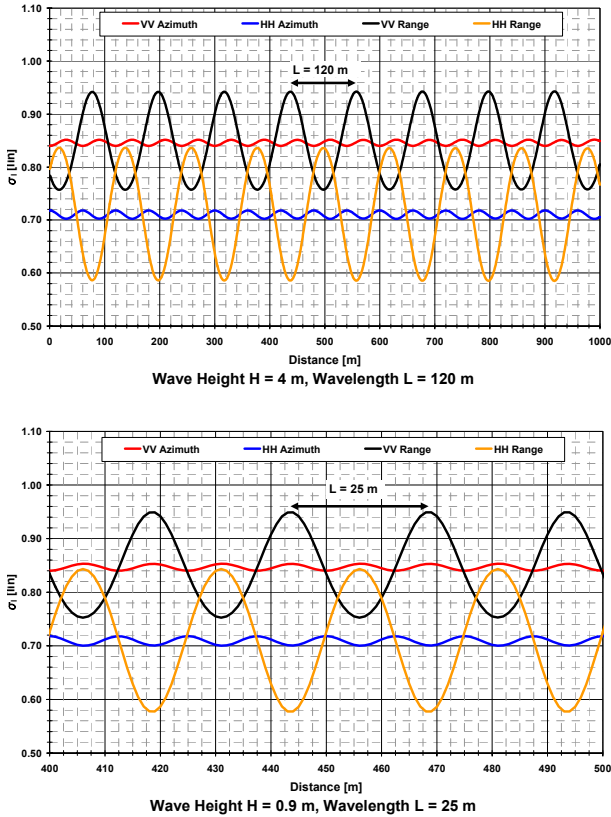 1.10
VV Azimuth HH Azimuth VV Range HH Range
1.00
L = 120 m
0.90
σᵢ [lin]
0.80
0.70
0.60
0.50
0 100 200 300 400 500 600 700 800 900 1000
Distance [m]
Wave Height H = 4 m, Wavelength L = 120 m
1.10
VV Azimuth HH Azimuth VV Range HH Range
1.00
L = 25 m
0.90
σᵢ [lin]
0.80
0.70
0.60
0.50
400 410 420 430 440 450 460 470 480 490 500
Distance [m]
Wave Height H = 0.9 m, Wavelength L = 25 m